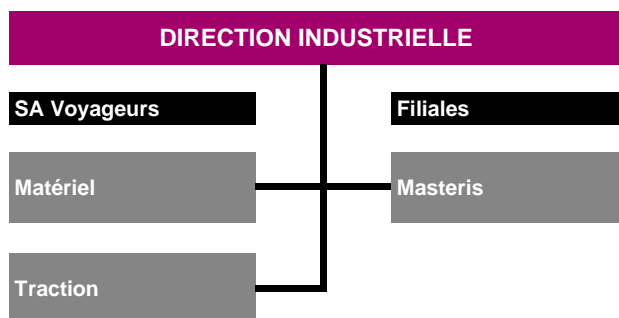 DIRECTION INDUSTRIELLE
SA Voyageurs
Filiales
Matériel
Masteris
Traction